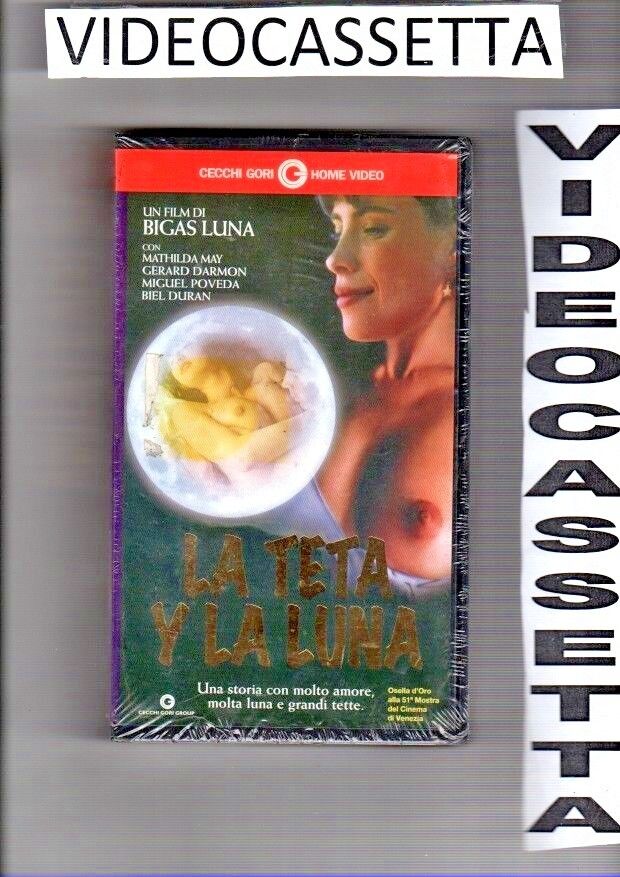 VIDEOCASSETTA
CECCHI GORI G HOME VIDEO
UN FILM DI
BIGAS LUNA
CON
MATHILDA MAY
GERARD DARMON
MIGUEL POVEDA
BIEL DURAN
LA TETA
Y LA LUNA
Una storia con molto amore,
molta luna e grandi tette.
Osella d'Oro
alla 51ª Mostra
del Cinema
di Venezia
G
CECCHI GORI GROUP
VIDEOCASSETTA